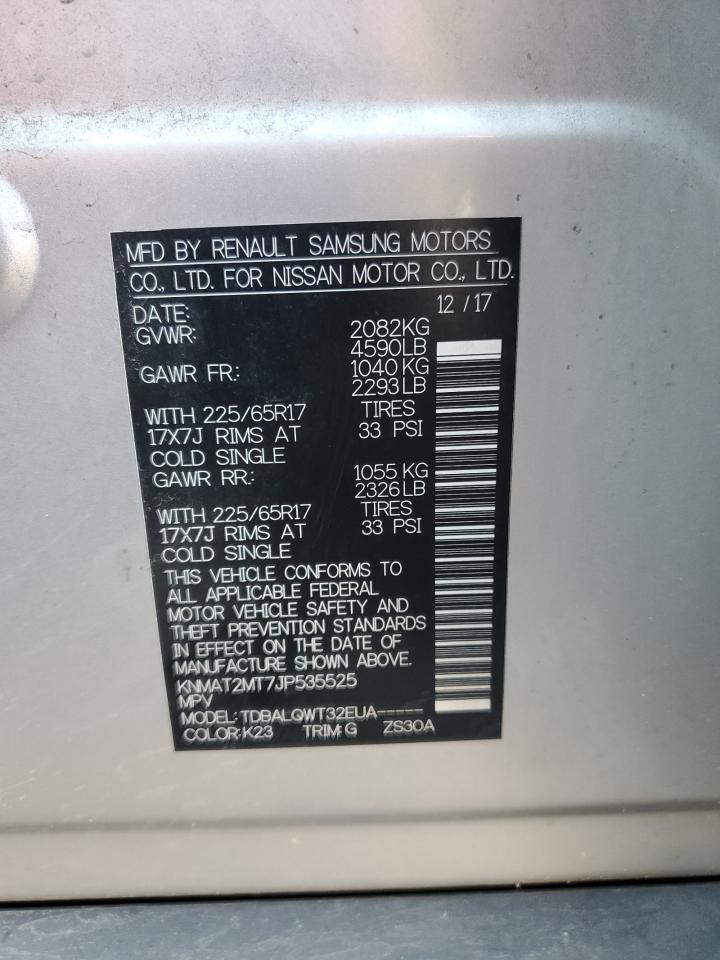 MFD BY RENAULT SAMSUNG MOTORS
CO., LTD. FOR NISSAN MOTOR CO., LTD.
DATE: 12 / 17
GVWR: 2082KG
4590LB
GAWR FR.: 1040 KG
2293 LB
WITH 225/65R17 TIRES
17X7J RIMS AT 33 PSI
COLD SINGLE
GAWR RR.: 1055 KG
2326LB
WITH 225/65R17 TIRES
17X7J RIMS AT 33 PSI
COLD SINGLE
THIS VEHICLE CONFORMS TO
ALL APPLICABLE FEDERAL
MOTOR VEHICLE SAFETY AND
THEFT PREVENTION STANDARDS
IN EFFECT ON THE DATE OF
MANUFACTURE SHOWN ABOVE.
KNMAT2MT7JP535525
MPV
MODEL: TDBALQWT32EUA-----
COLOR:K23 TRIM:G ZS30A